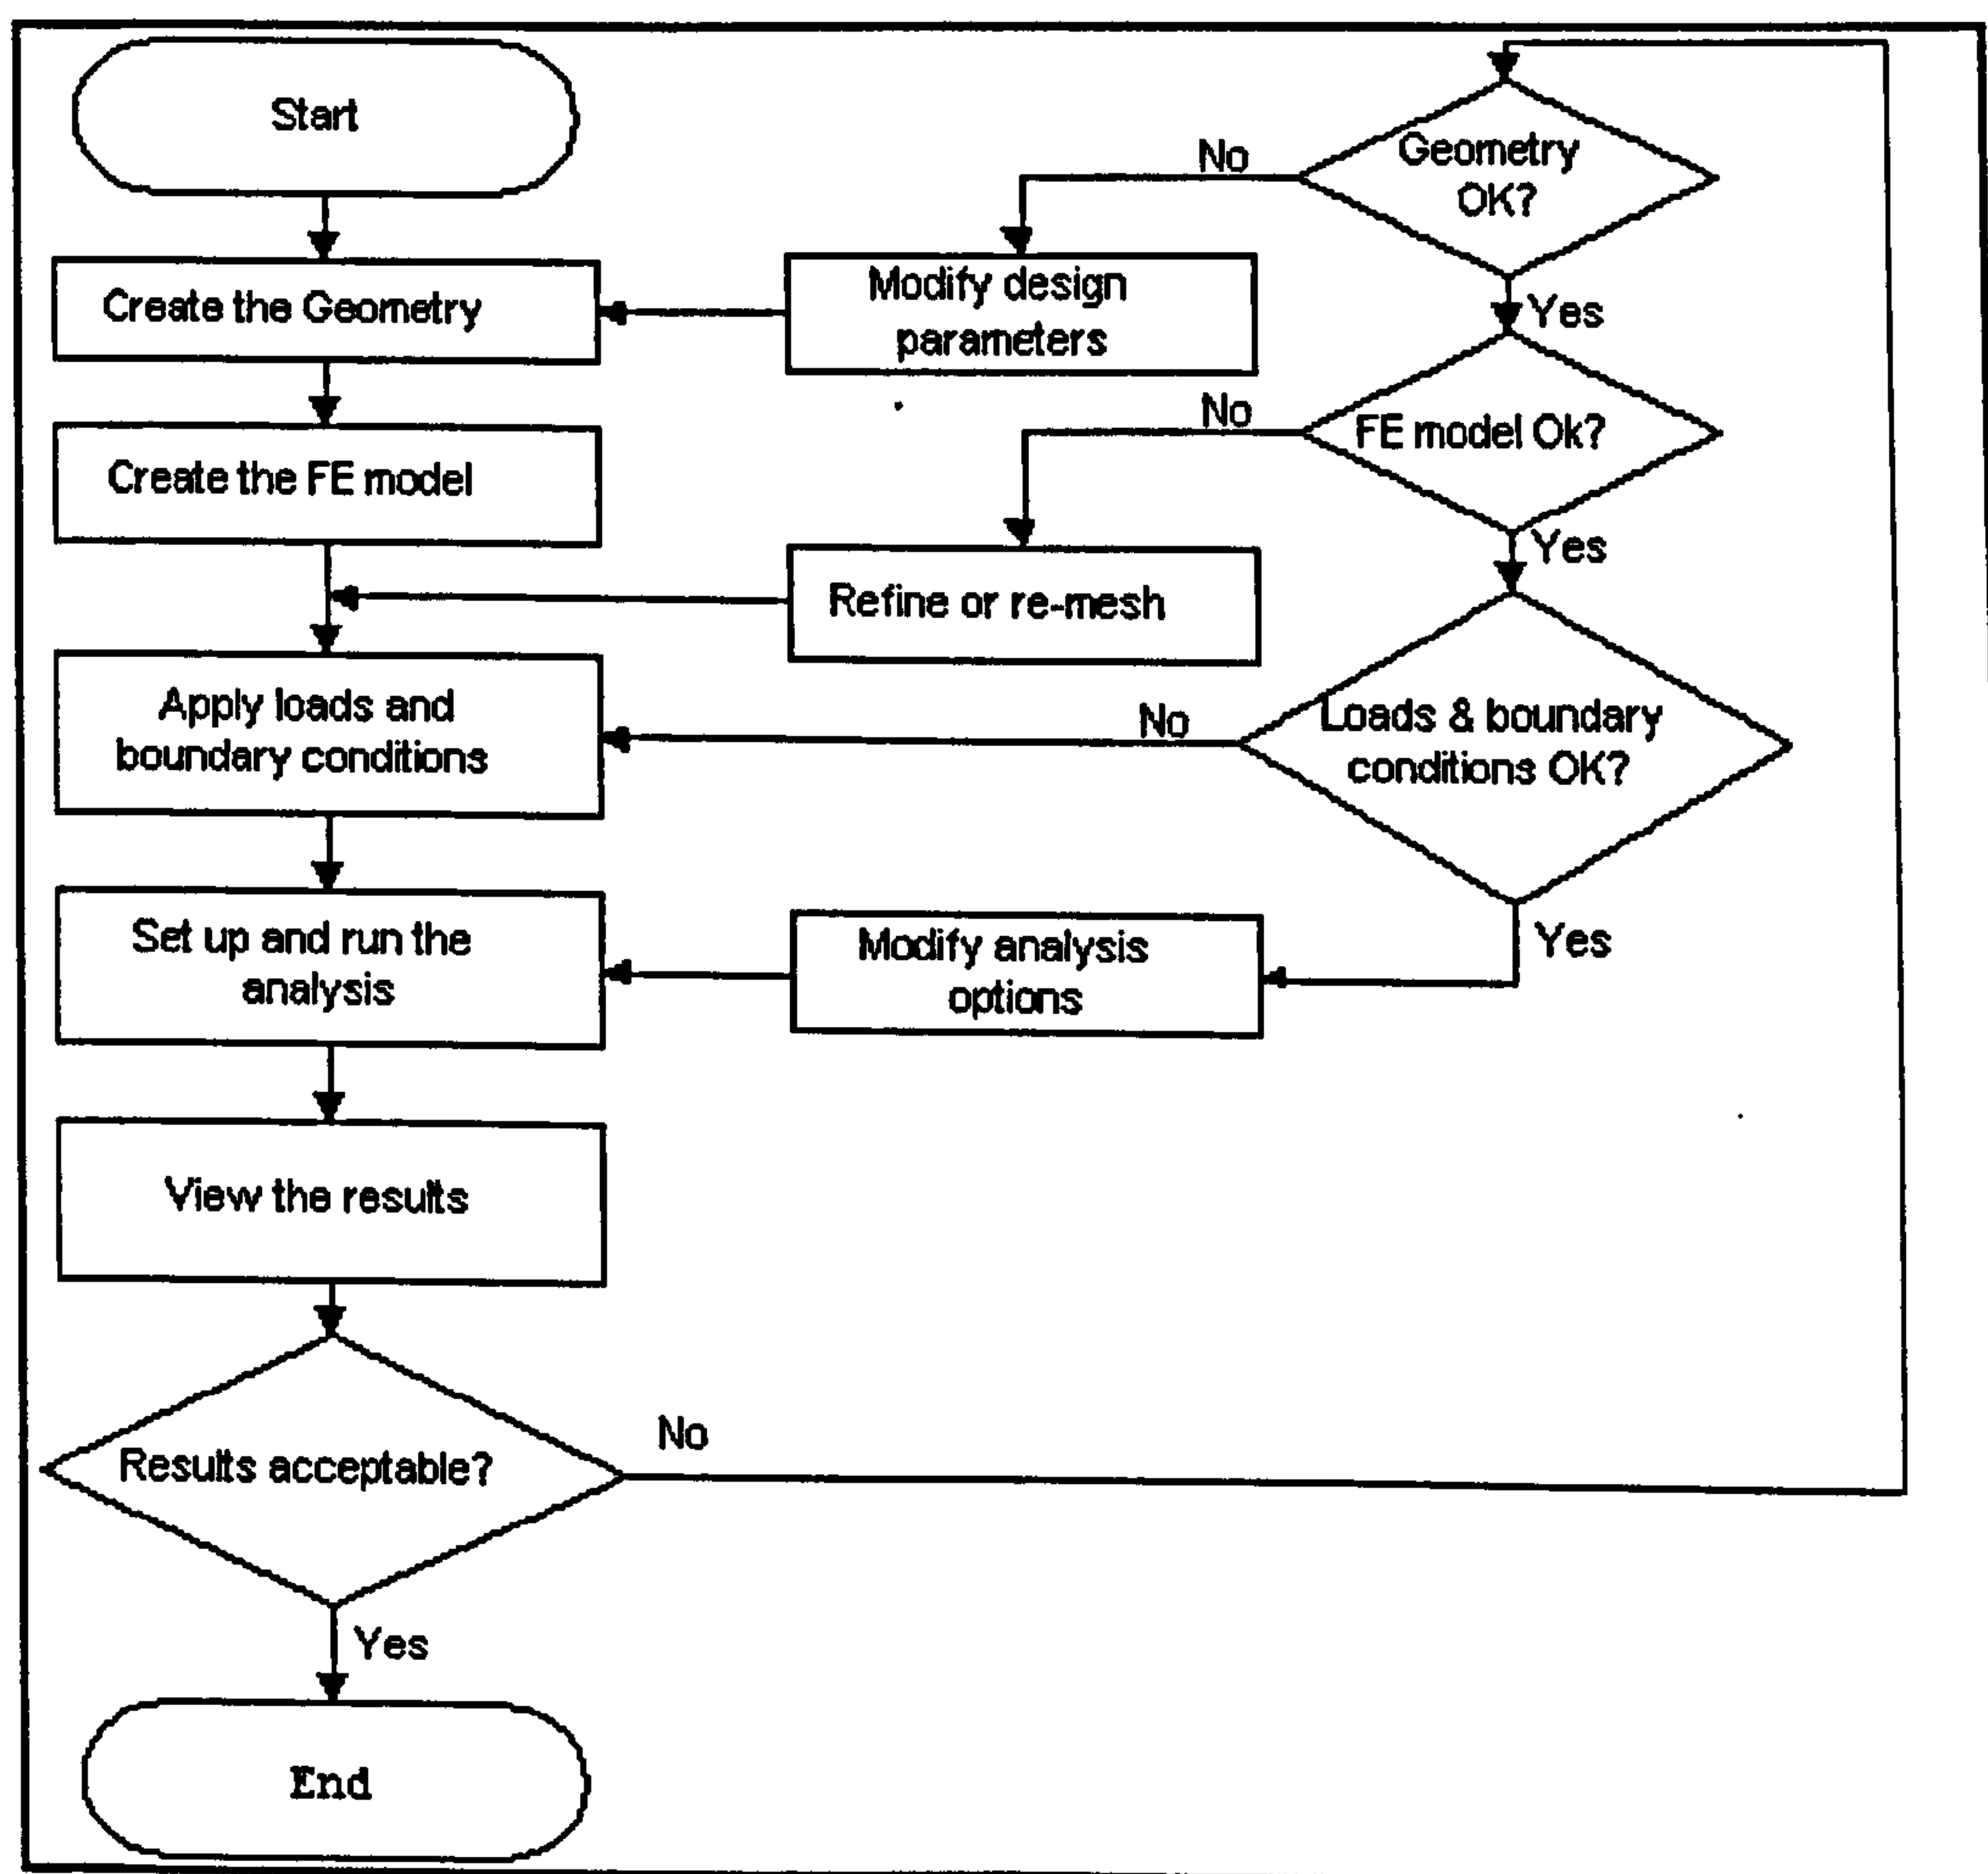 Start
Create the Geometry
Create the FE model
Apply loads and
boundary conditions
Set up and run the
analysis
View the results
Results acceptable?
No
Yes
End
Geometry
OK?
No
Yes
Modify design
parameters
FE model Ok?
No
Yes
Refine or re-mesh
Loads & boundary
conditions OK?
No
Yes
Modify analysis
options